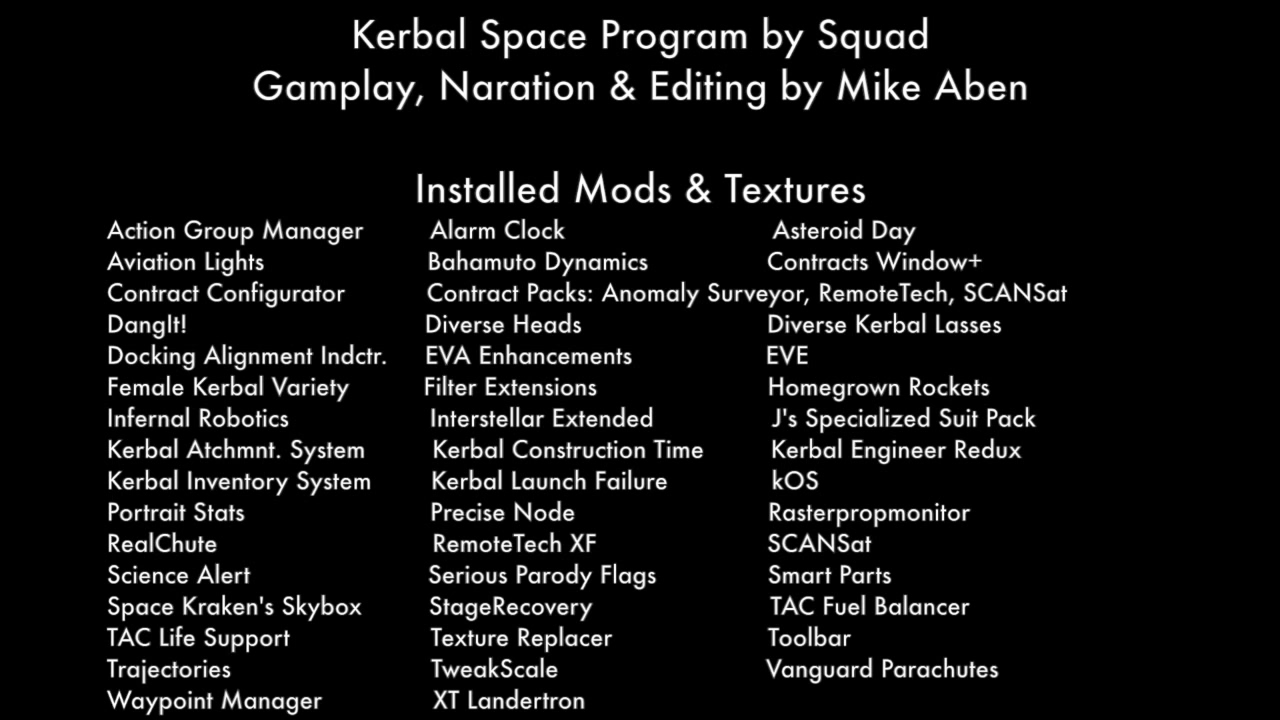 Kerbal Space Program by Squad
Gamplay, Naration & Editing by Mike Aben
Installed Mods & Textures
Action Group Manager Alarm Clock Asteroid Day
Aviation Lights Bahamuto Dynamics Contracts Window+
Contract Configurator Contract Packs: Anomaly Surveyor, RemoteTech, SCANSat
DangIt! Diverse Heads Diverse Kerbal Lasses
Docking Alignment Indctr. EVA Enhancements EVE
Female Kerbal Variety Filter Extensions Homegrown Rockets
Infernal Robotics Interstellar Extended J's Specialized Suit Pack
Kerbal Atchmnt. System Kerbal Construction Time Kerbal Engineer Redux
Kerbal Inventory System Kerbal Launch Failure kOS
Portrait Stats Precise Node Rasterpropmonitor
RealChute RemoteTech XF SCANSat
Science Alert Serious Parody Flags Smart Parts
Space Kraken's Skybox StageRecovery TAC Fuel Balancer
TAC Life Support Texture Replacer Toolbar
Trajectories TweakScale Vanguard Parachutes
Waypoint Manager XT Landertron